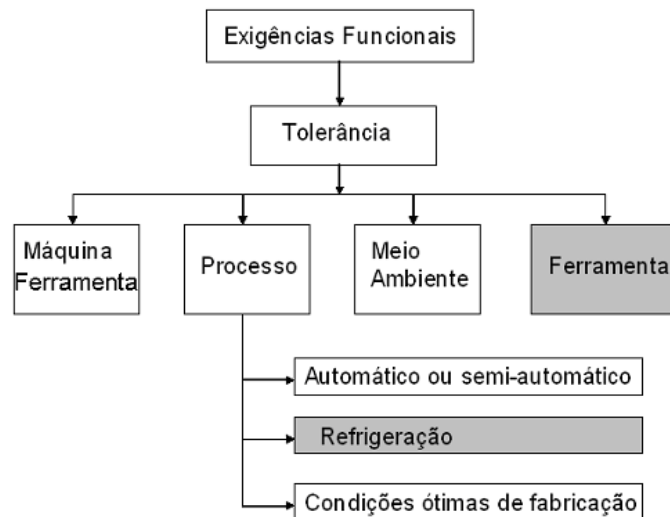 Exigências Funcionais
Tolerância
Máquina
Ferramenta
Processo
Meio
Ambiente
Ferramenta
Automático ou semi-automático
Refrigeração
Condições ótimas de fabricação